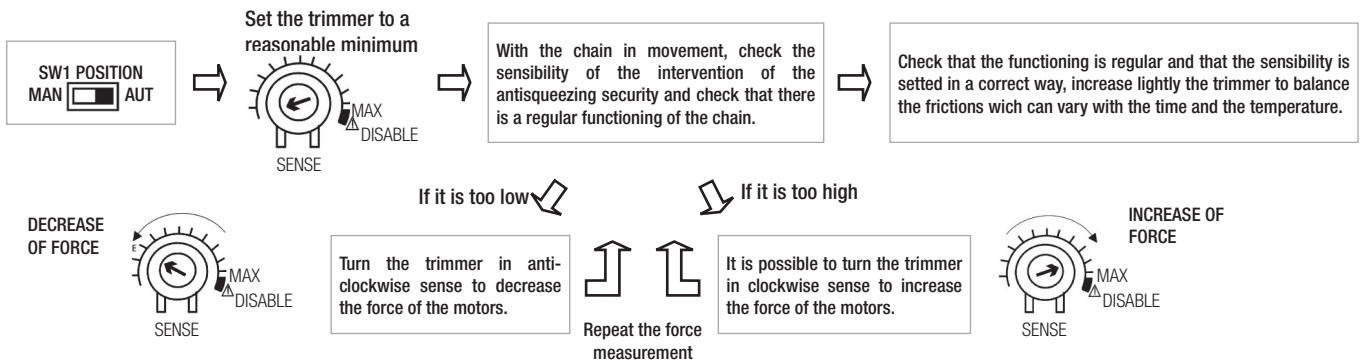 Set the trimmer to a
reasonable minimum
SW1 POSITION
MAN AUT
MAX
DISABLE
SENSE
With the chain in movement, check the
sensibility of the intervention of the
antisqueezing security and check that there
is a regular functioning of the chain.
Check that the functioning is regular and that the sensibility is
setted in a correct way, increase lightly the trimmer to balance
the frictions wich can vary with the time and the temperature.
If it is too low
If it is too high
DECREASE
OF FORCE
E
MAX
DISABLE
SENSE
Turn the trimmer in anti-
clockwise sense to decrease
the force of the motors.
Repeat the force
measurement
It is possible to turn the trimmer
in clockwise sense to increase
the force of the motors.
INCREASE OF
FORCE
MAX
DISABLE
SENSE